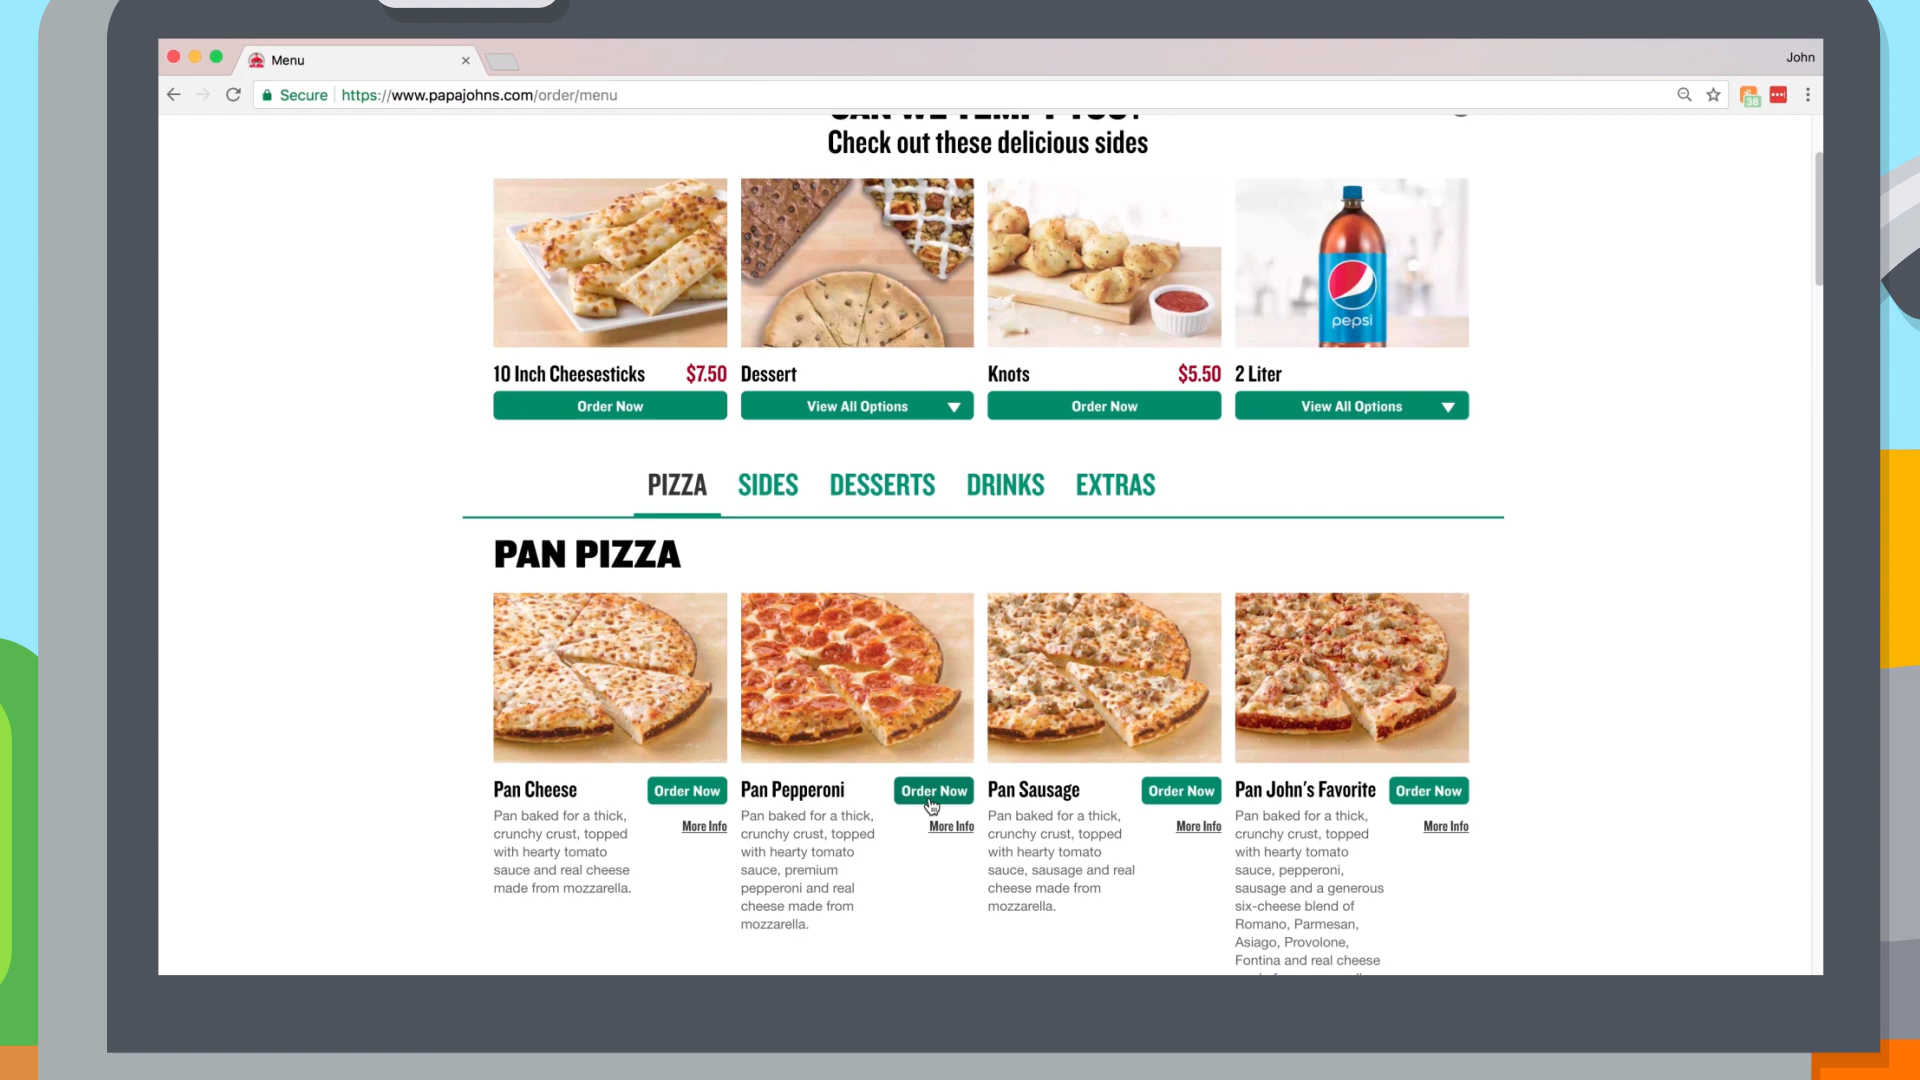 Menu
John
Secure https://www.papajohns.com/order/menu
38
CAN WE TEMPT YOU?
Check out these delicious sides
pepsi
10 Inch Cheesesticks $7.50 Dessert Knots $5.50 2 Liter
Order Now View All Options Order Now View All Options
PIZZA SIDES DESSERTS DRINKS EXTRAS
PAN PIZZA
Pan Cheese Order Now
More Info
Pan baked for a thick,
crunchy crust, topped
with hearty tomato
sauce and real cheese
made from mozzarella.
Pan Pepperoni Order Now
More Info
Pan baked for a thick,
crunchy crust, topped
with hearty tomato
sauce, premium
pepperoni and real
cheese made from
mozzarella.
Pan Sausage Order Now
More Info
Pan baked for a thick,
crunchy crust, topped
with hearty tomato
sauce, sausage and real
cheese made from
mozzarella.
Pan John's Favorite Order Now
More Info
Pan baked for a thick,
crunchy crust, topped
with hearty tomato
sauce, pepperoni,
sausage and a generous
six-cheese blend of
Romano, Parmesan,
Asiago, Provolone,
Fontina and real cheese